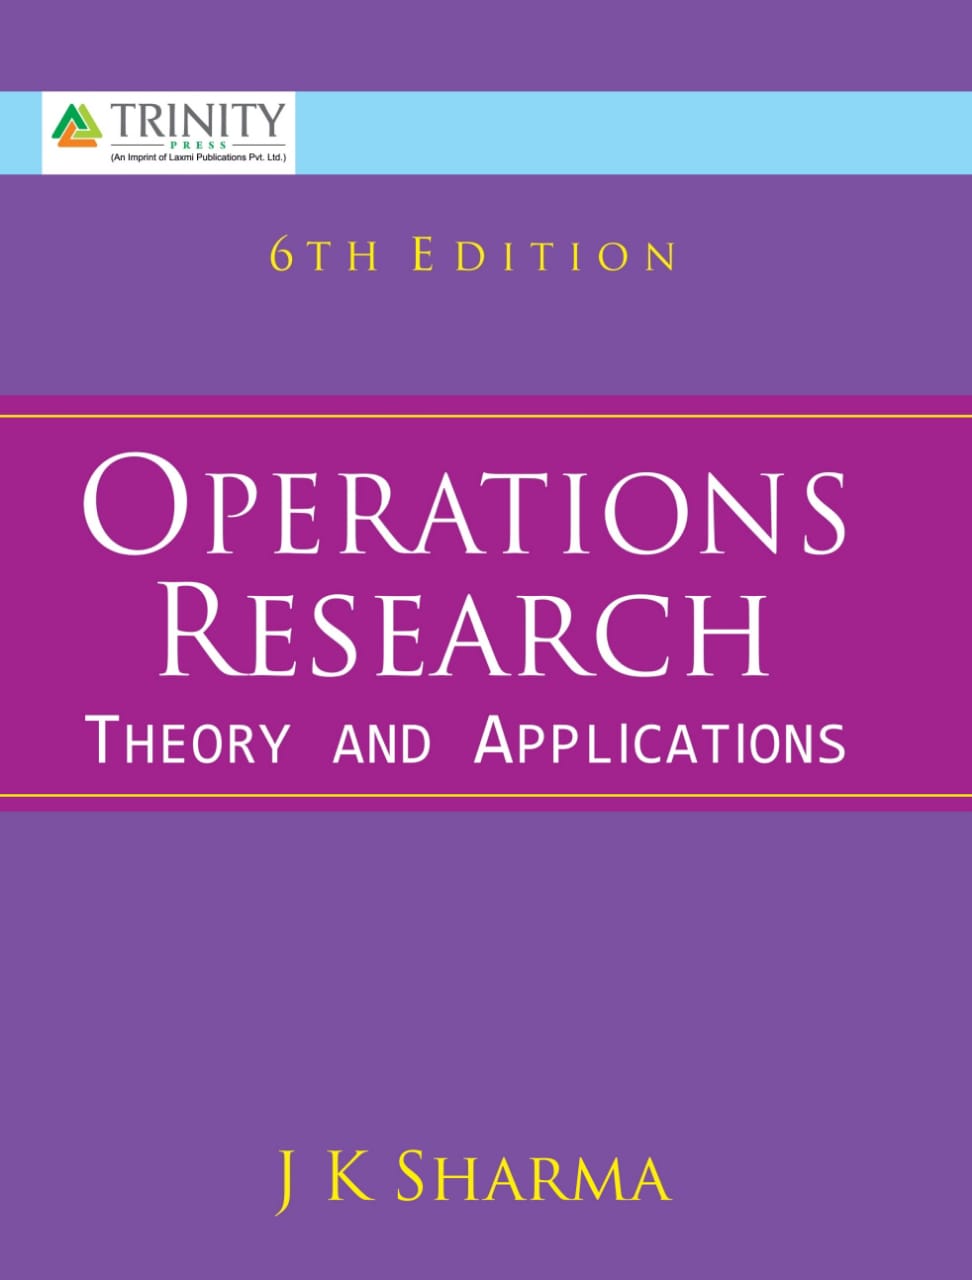 TRINITY
PRESS
(An Imprint of Laxmi Publications Pvt. Ltd.)
6TH EDITION
OPERATIONS
RESEARCH
THEORY AND APPLICATIONS
J K SHARMA